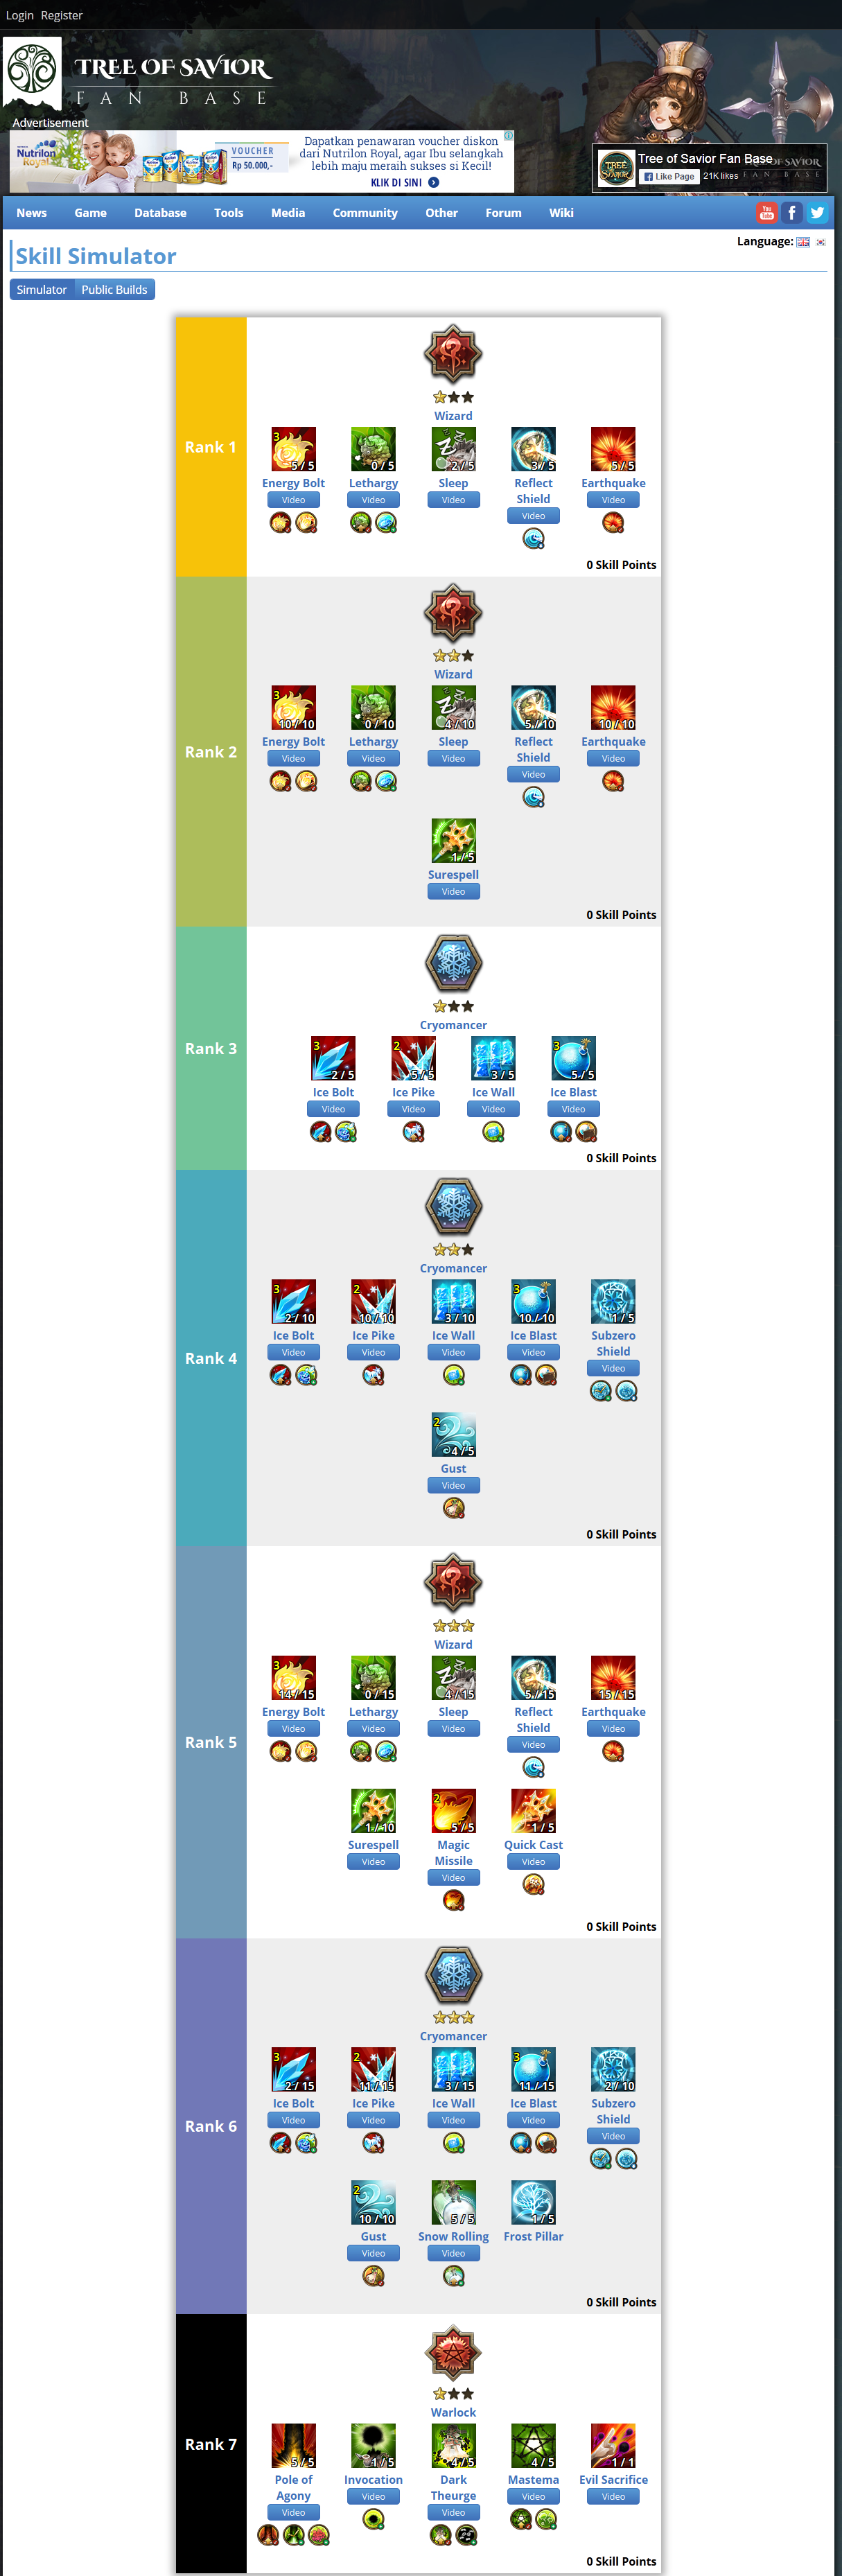 Login Register
TREE OF SAVIOR
FAN BASE
Advertisement
Nutrilon
Royal
VOUCHER
Rp 50.000,-
Dapatkan penawaran voucher diskon
dari Nutrilon Royal, agar Ibu selangkah
lebih maju meraih sukses si Kecil!
KLIK DI SINI
Tree of Savior Fan Base
Like Page 21K likes
News Game Database Tools Media Community Other Forum Wiki
Language:
Skill Simulator
Simulator Public Builds
Rank 1
Wizard
3 5 / 5 0 / 5 2 / 5 3 / 5 5 / 5
Energy Bolt Lethargy Sleep Reflect Shield Earthquake
Video Video Video Video Video
0 Skill Points
Rank 2
Wizard
3 10 / 10 0 / 10 4 / 10 5 / 10 10 / 10
Energy Bolt Lethargy Sleep Reflect Shield Earthquake
Video Video Video Video Video
1 / 5
Surespell
Video
0 Skill Points
Rank 3
Cryomancer
3 2 / 5 2 5 / 5 3 / 5 3 5 / 5
Ice Bolt Ice Pike Ice Wall Ice Blast
Video Video Video Video
0 Skill Points
Rank 4
Cryomancer
3 2 / 10 2 10 / 10 3 / 10 3 10 / 10 1 / 5
Ice Bolt Ice Pike Ice Wall Ice Blast Subzero Shield
Video Video Video Video Video
2 4 / 5
Gust
Video
0 Skill Points
Rank 5
Wizard
3 14 / 15 0 / 15 4 / 15 5 / 15 15 / 15
Energy Bolt Lethargy Sleep Reflect Shield Earthquake
Video Video Video Video Video
1 / 10 2 5 / 5 1 / 5
Surespell Magic Missile Quick Cast
Video Video Video
0 Skill Points
Rank 6
Cryomancer
3 2 / 15 2 11 / 15 3 / 15 3 11 / 15 2 / 10
Ice Bolt Ice Pike Ice Wall Ice Blast Subzero Shield
Video Video Video Video Video
2 10 / 10 5 / 5 1 / 5
Gust Snow Rolling Frost Pillar
Video Video
0 Skill Points
Rank 7
Warlock
5 / 5 1 / 5 4 / 5 4 / 5 1 / 1
Pole of Agony Invocation Dark Theurge Mastema Evil Sacrifice
Video Video Video Video Video
0 Skill Points